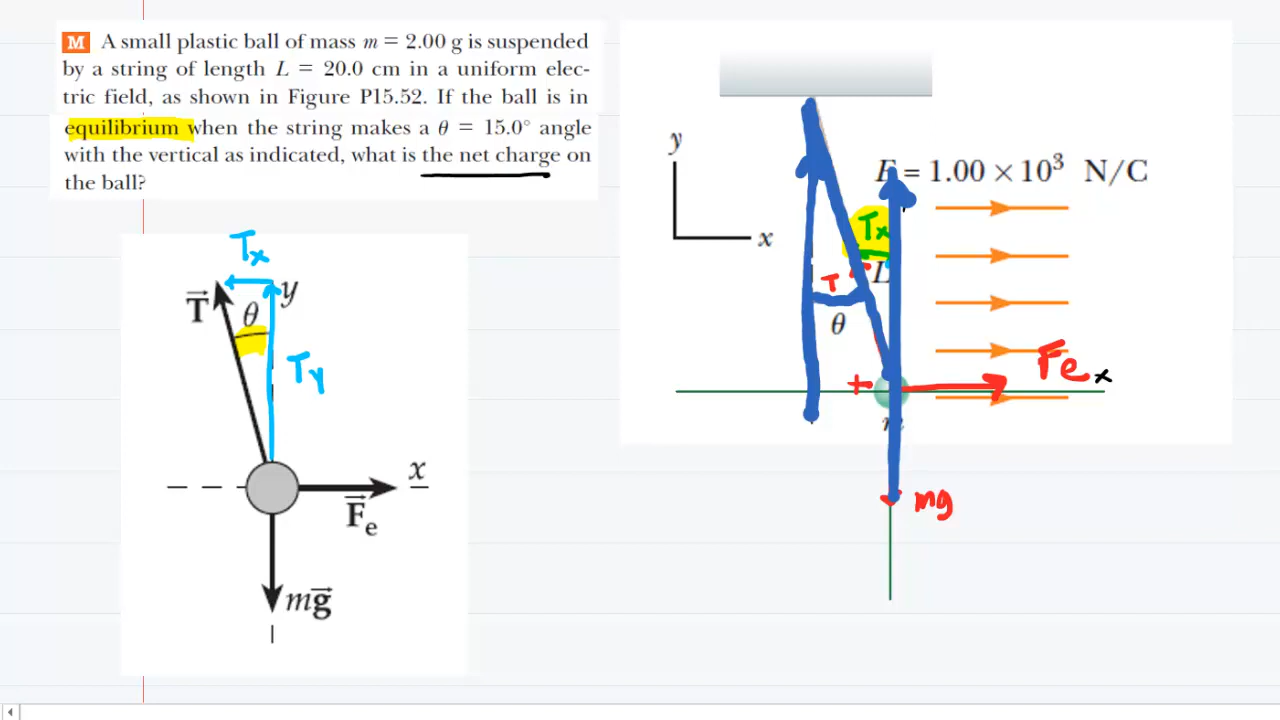 M A small plastic ball of mass m = 2.00 g is suspended
by a string of length L = 20.0 cm in a uniform elec-
tric field, as shown in Figure P15.52. If the ball is in
equilibrium when the string makes a θ = 15.0° angle
with the vertical as indicated, what is the net charge on
the ball?
Tx
T⃗
θ
y
Ty
x
F⃗e
mg⃗
y
x
= 1.00 × 10³ N/C
Tx
T
L
θ
+
Fe x
mg